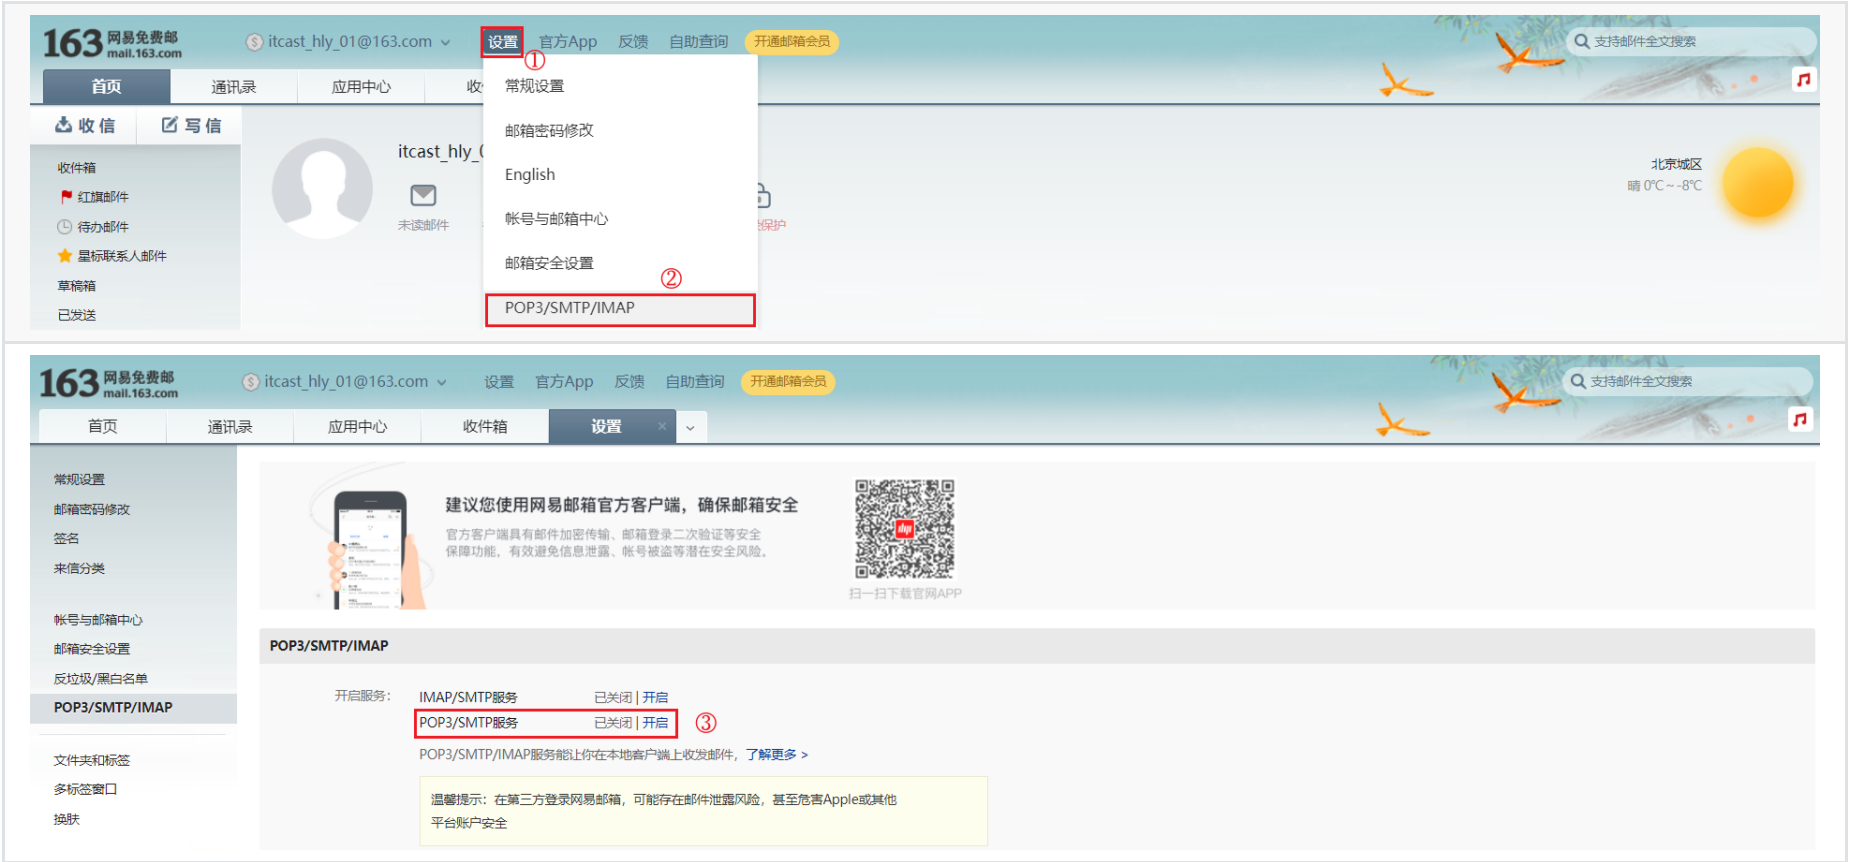 163 网易免费邮
mail.163.com
itcast_hly_01@163.com
设置
官方App
反馈
自助查询
开通邮箱会员
支持邮件全文搜索
①
首页
通讯录
应用中心
收
常规设置
邮箱密码修改
English
帐号与邮箱中心
邮箱安全设置
②
POP3/SMTP/IMAP
收信
写信
收件箱
红旗邮件
待办邮件
星标联系人邮件
草稿箱
已发送
itcast_hly_
未读邮件
保护
北京城区
晴 0℃ ~ -8℃
163 网易免费邮
mail.163.com
itcast_hly_01@163.com
设置
官方App
反馈
自助查询
开通邮箱会员
支持邮件全文搜索
首页
通讯录
应用中心
收件箱
设置
常规设置
邮箱密码修改
签名
来信分类
帐号与邮箱中心
邮箱安全设置
反垃圾/黑白名单
POP3/SMTP/IMAP
文件夹和标签
多标签窗口
换肤
建议您使用网易邮箱官方客户端，确保邮箱安全
官方客户端具有邮件加密传输、邮箱登录二次验证等安全
保障功能，有效避免信息泄露、帐号被盗等潜在安全风险。
扫一扫下载官网APP
POP3/SMTP/IMAP
开启服务：
IMAP/SMTP服务 已关闭 | 开启
POP3/SMTP服务 已关闭 | 开启
③
POP3/SMTP/IMAP服务能让你在本地客户端上收发邮件，了解更多 >
温馨提示：在第三方登录网易邮箱，可能存在邮件泄露风险，甚至危害Apple或其他
平台账户安全